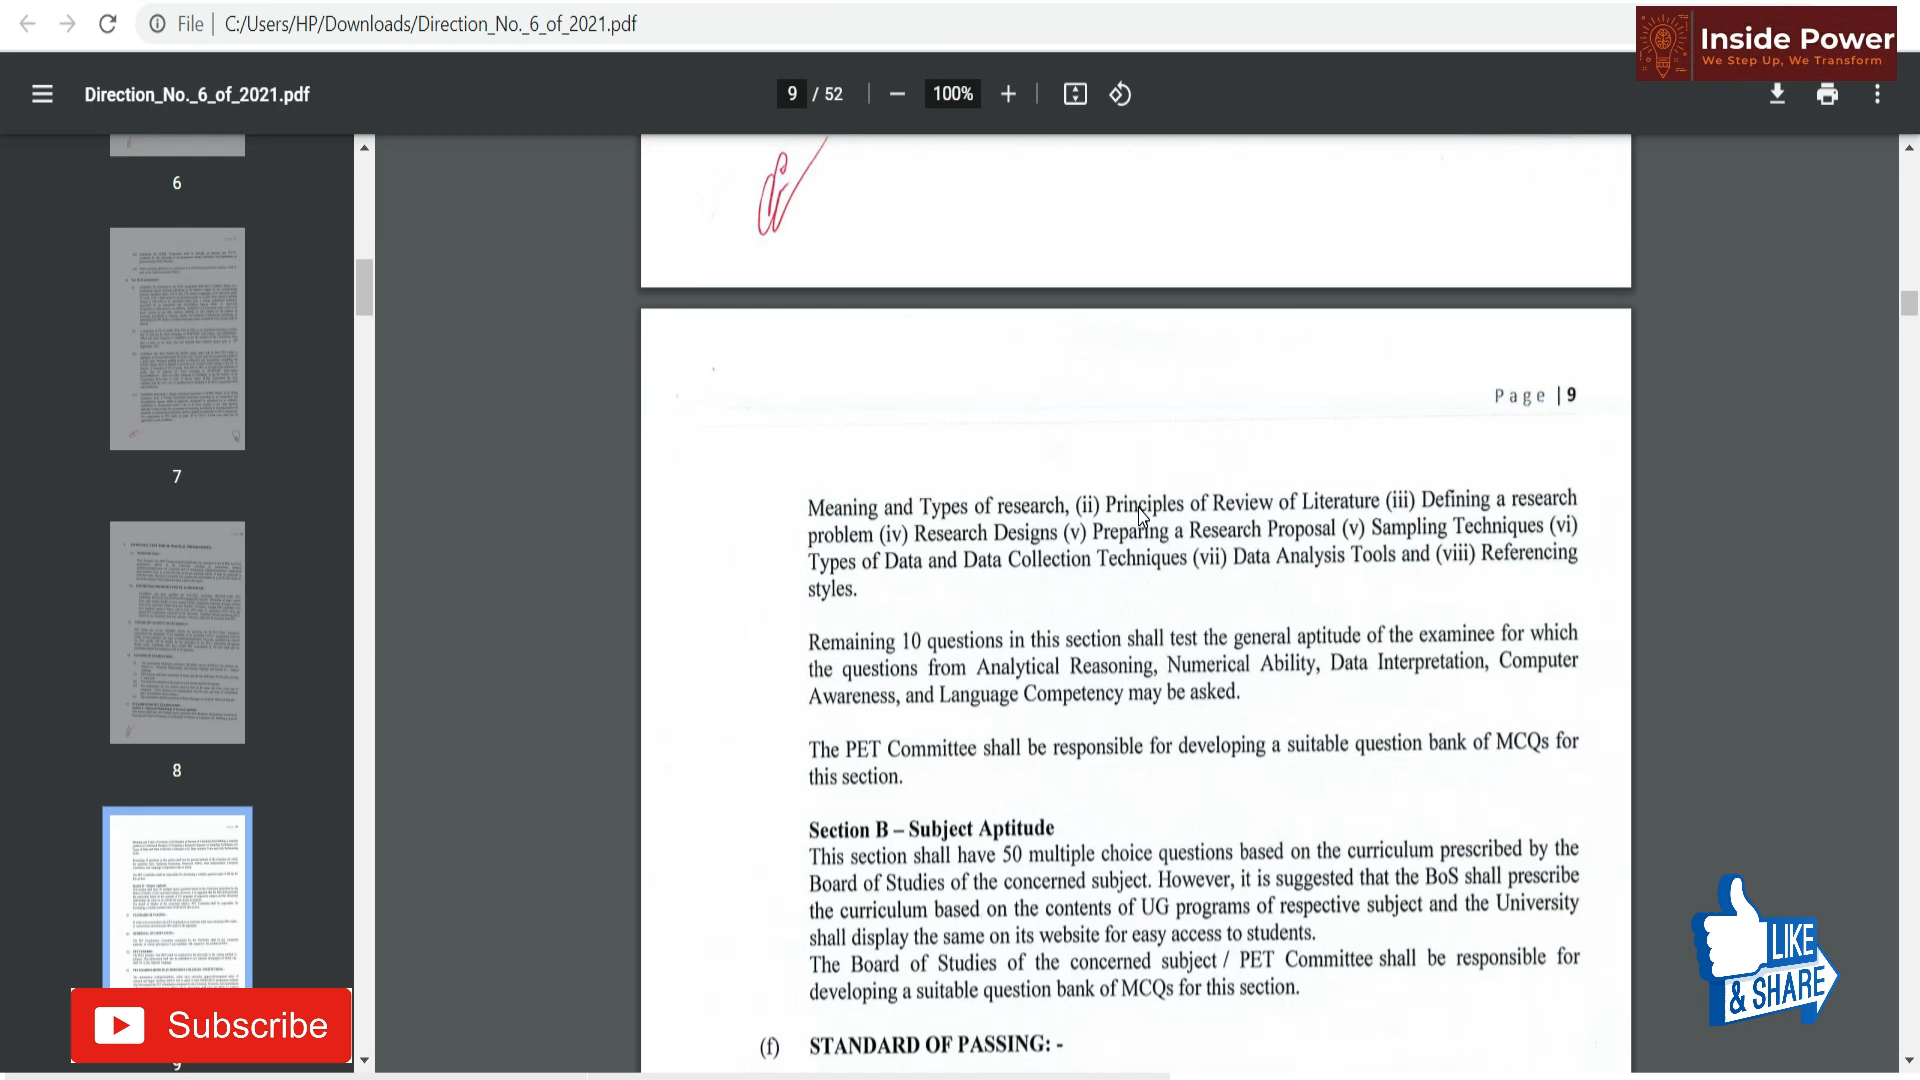 File | C:/Users/HP/Downloads/Direction_No._6_of_2021.pdf
Inside Power
We Step Up, We Transform
Direction_No._6_of_2021.pdf
9 / 52
100%
6
7
8
9
Page | 9
Meaning and Types of research, (ii) Principles of Review of Literature (iii) Defining a research
problem (iv) Research Designs (v) Preparing a Research Proposal (v) Sampling Techniques (vi)
Types of Data and Data Collection Techniques (vii) Data Analysis Tools and (viii) Referencing
styles.
Remaining 10 questions in this section shall test the general aptitude of the examinee for which
the questions from Analytical Reasoning, Numerical Ability, Data Interpretation, Computer
Awareness, and Language Competency may be asked.
The PET Committee shall be responsible for developing a suitable question bank of MCQs for
this section.
Section B – Subject Aptitude
This section shall have 50 multiple choice questions based on the curriculum prescribed by the
Board of Studies of the concerned subject. However, it is suggested that the BoS shall prescribe
the curriculum based on the contents of UG programs of respective subject and the University
shall display the same on its website for easy access to students.
The Board of Studies of the concerned subject / PET Committee shall be responsible for
developing a suitable question bank of MCQs for this section.
(f) STANDARD OF PASSING: -
Subscribe
LIKE
& SHARE